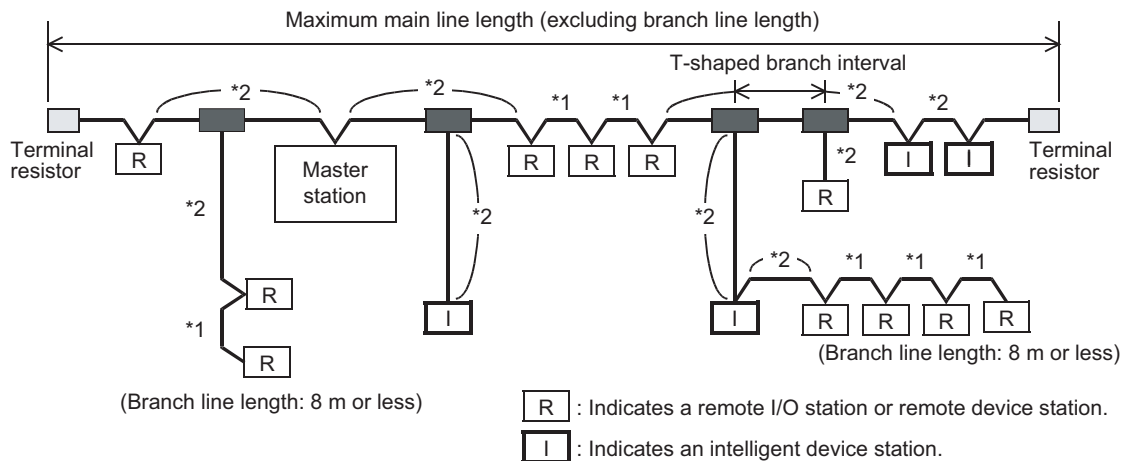 Maximum main line length (excluding branch line length)
T-shaped branch interval
*2
*2
*1
*1
*2
*2
Terminal
resistor
R
Master
station
R
R
R
*2
R
I
I
Terminal
resistor
*2
*2
*2
R
*1
R
I
I
*2
*1
*1
*1
R
R
R
R
(Branch line length: 8 m or less)
(Branch line length: 8 m or less)
R : Indicates a remote I/O station or remote device station.
I : Indicates an intelligent device station.